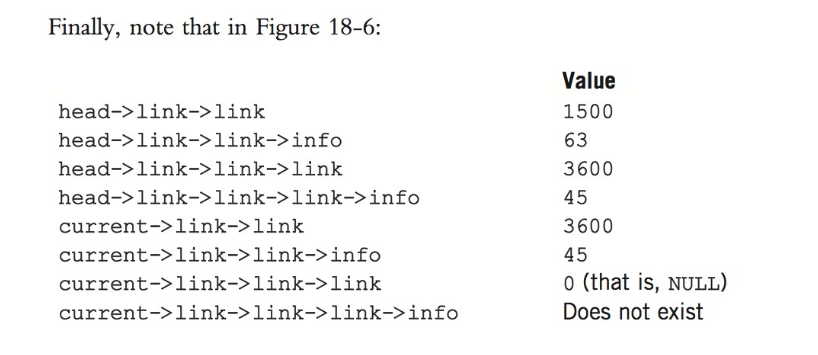 Finally, note that in Figure 18-6:
Value
head->link->link 1500
head->link->link->info 63
head->link->link->link 3600
head->link->link->link->info 45
current->link->link 3600
current->link->link->info 45
current->link->link->link 0 (that is, NULL)
current->link->link->link->info Does not exist